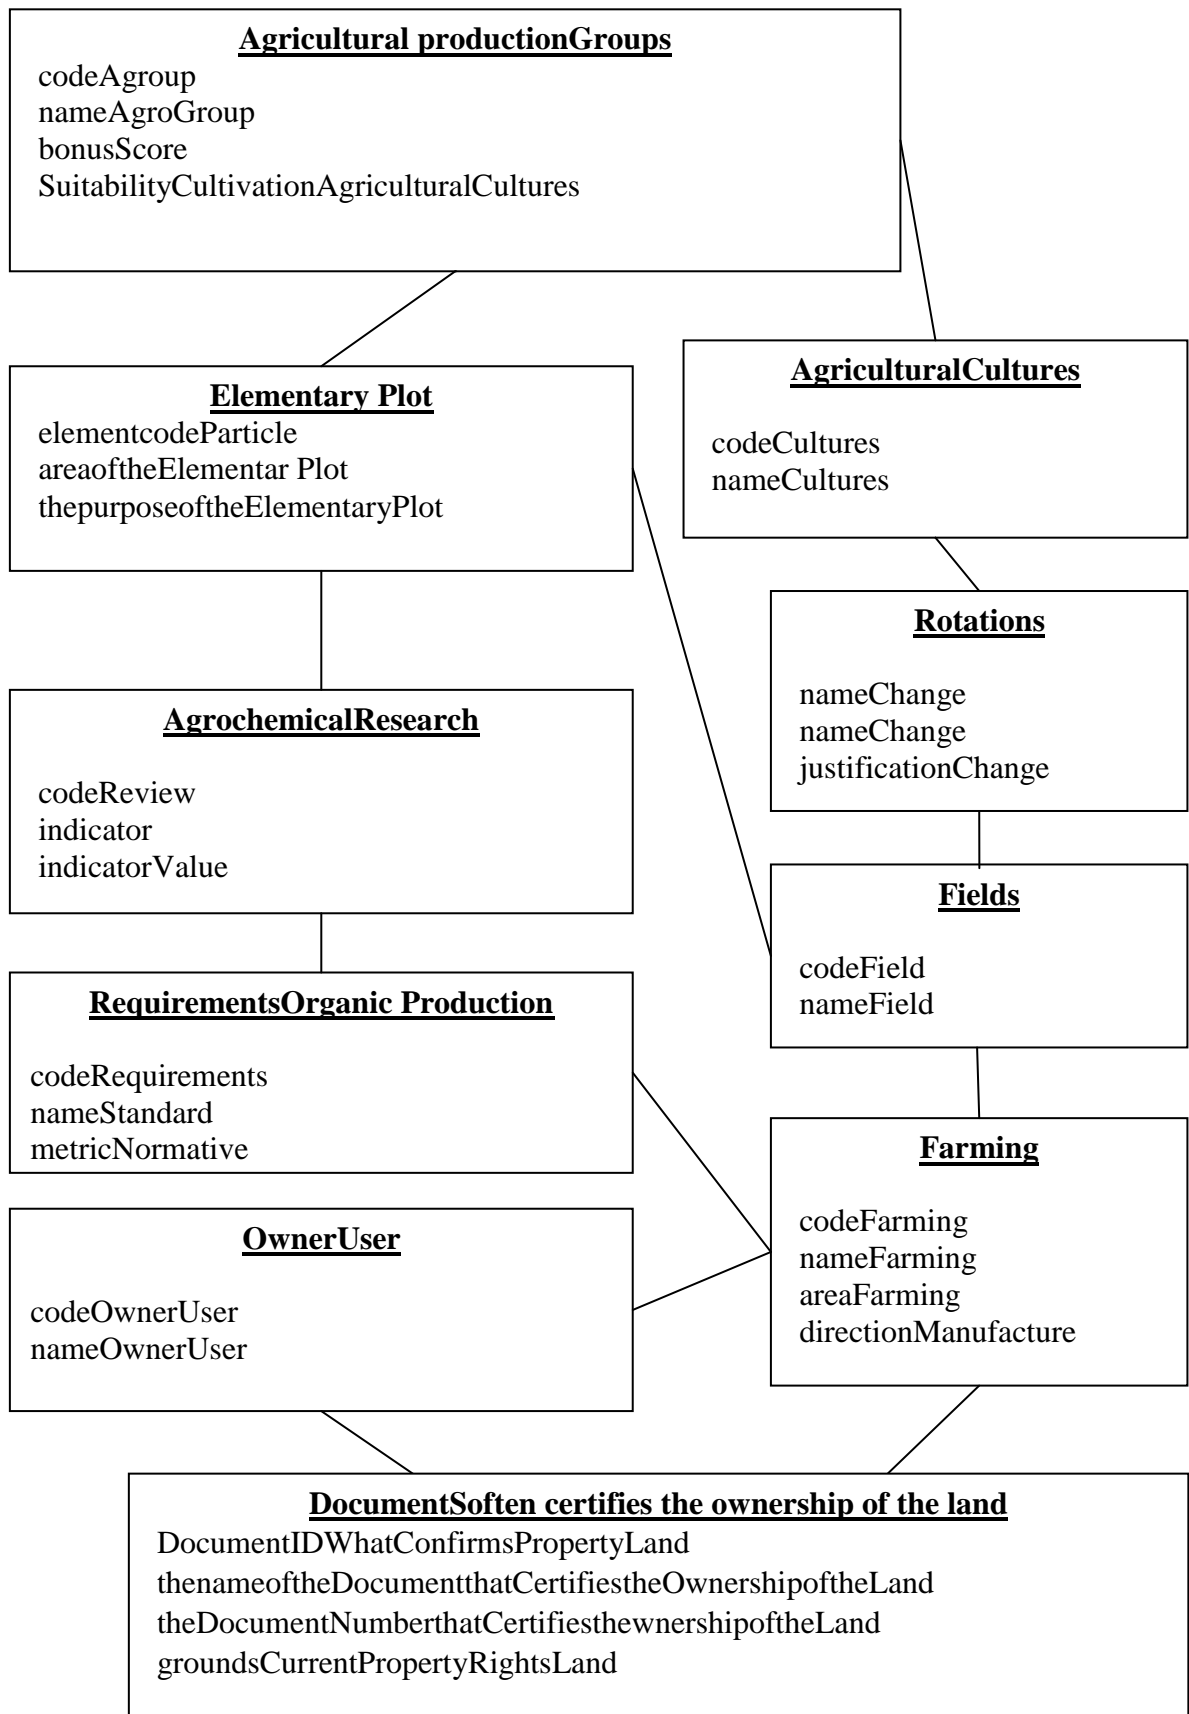 Agricultural productionGroups
codeAgroup
nameAgroGroup
bonusScore
SuitabilityCultivationAgriculturalCultures
Elementary Plot
elementcodeParticle
areaoftheElementar Plot
thepurposeoftheElementaryPlot
AgriculturalCultures
codeCultures
nameCultures
Rotations
nameChange
nameChange
justificationChange
AgrochemicalResearch
codeReview
indicator
indicatorValue
Fields
codeField
nameField
RequirementsOrganic Production
codeRequirements
nameStandard
metricNormative
Farming
codeFarming
nameFarming
areaFarming
directionManufacture
OwnerUser
codeOwnerUser
nameOwnerUser
DocumentSoften certifies the ownership of the land
DocumentIDWhatConfirmsPropertyLand
thenameoftheDocumentthatCertifiestheOwnershipoftheLand
theDocumentNumberthatCertifiesthewnershipoftheLand
groundsCurrentPropertyRightsLand